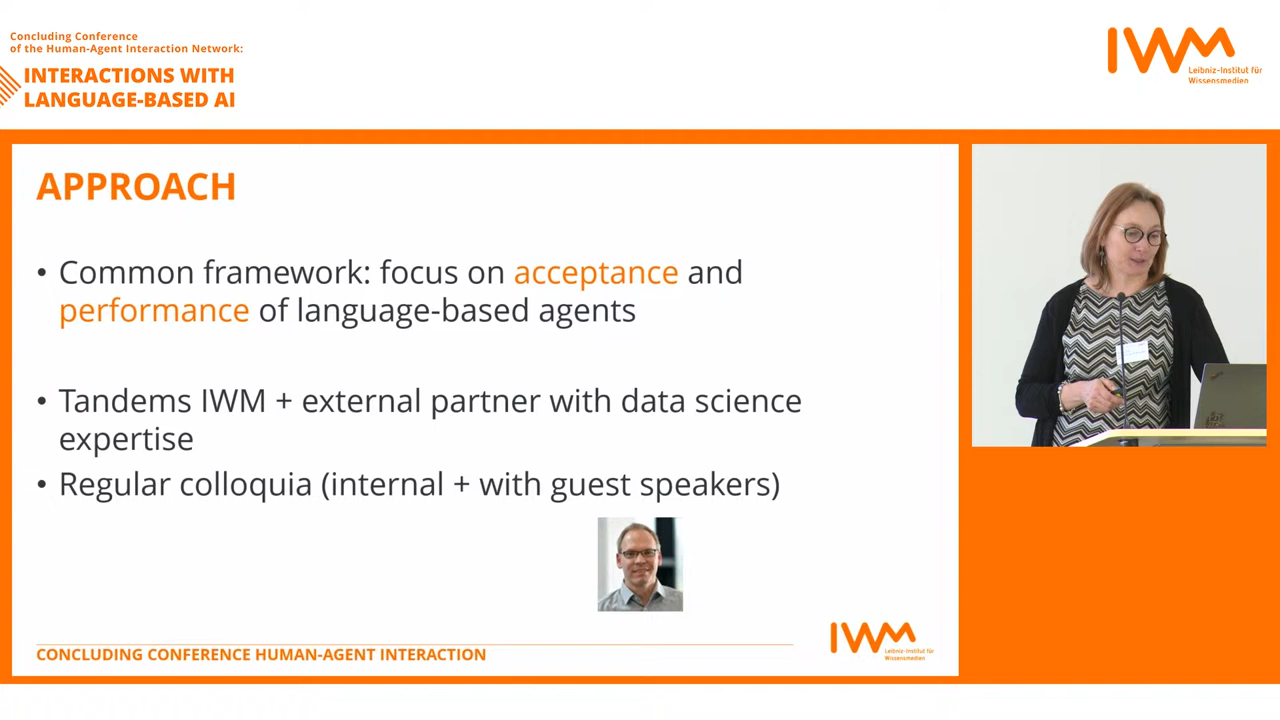 Concluding Conference
of the Human-Agent Interaction Network:
INTERACTIONS WITH
LANGUAGE-BASED AI
IWM
Leibniz-Institut für
Wissensmedien
APPROACH
• Common framework: focus on acceptance and
performance of language-based agents
• Tandems IWM + external partner with data science
expertise
• Regular colloquia (internal + with guest speakers)
CONCLUDING CONFERENCE HUMAN-AGENT INTERACTION
IWM
Leibniz-Institut für
Wissensmedien